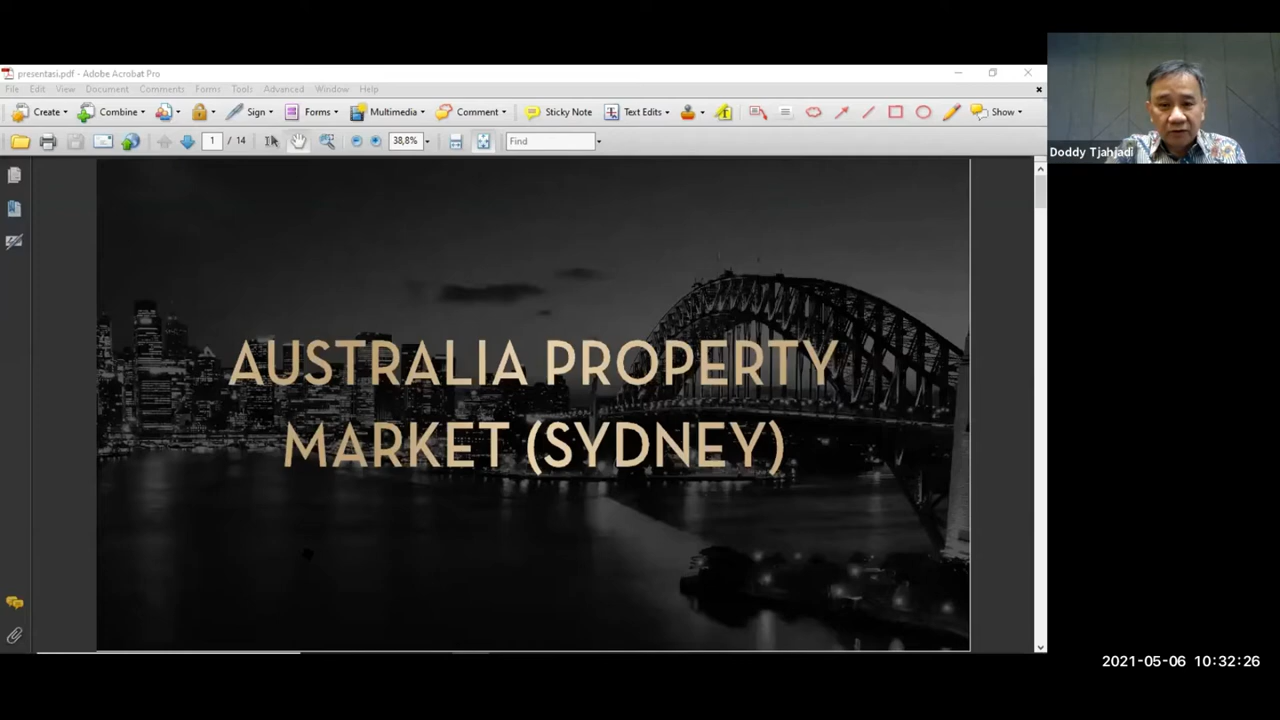 presentasi.pdf - Adobe Acrobat Pro
File Edit View Document Comments Forms Tools Advanced Window Help
Create Combine Sign Forms Multimedia Comment Sticky Note Text Edits Show
1 / 14 38,8% Find
Doddy Tjahjadi
AUSTRALIA PROPERTY
MARKET (SYDNEY)
2021-05-06 10:32:26